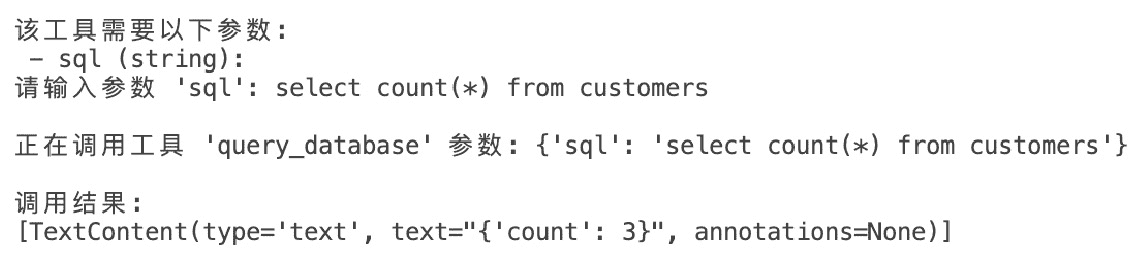 该工具需要以下参数:
- sql (string):
请输入参数 'sql': select count(*) from customers
正在调用工具 'query_database' 参数: {'sql': 'select count(*) from customers'}
调用结果:
[TextContent(type='text', text="{'count': 3}", annotations=None)]